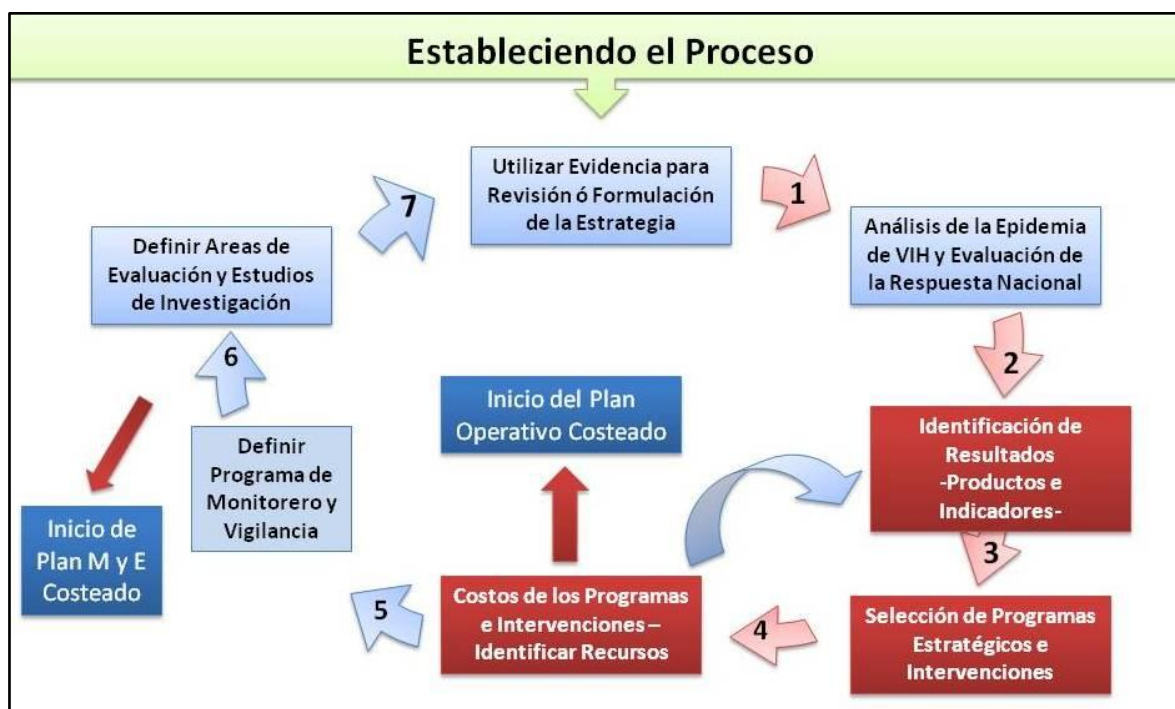 Estableciendo el Proceso
Utilizar Evidencia para
Revisión ó Formulación
de la Estrategia
1
Análisis de la Epidemia
de VIH y Evaluación de
la Respuesta Nacional
2
Identificación de
Resultados
-Productos e
Indicadores-
3
Selección de Programas
Estratégicos e
Intervenciones
4
Costos de los Programas
e Intervenciones –
Identificar Recursos
Inicio del Plan
Operativo Costeado
5
Definir
Programa de
Monitorero y
Vigilancia
6
Definir Areas de
Evaluación y Estudios
de Investigación
Inicio de
Plan M y E
Costeado
7